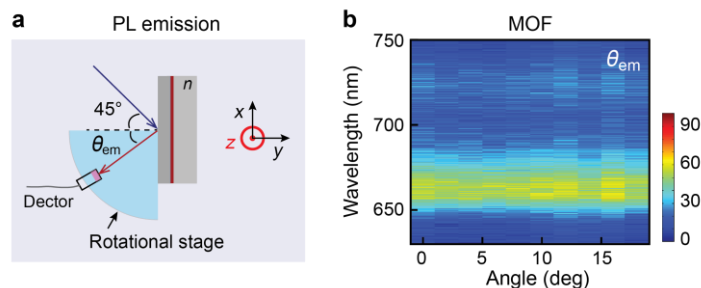 a
PL emission
45°
n
θem
x
z
y
Dector
Rotational stage
b
MOF
θem
Wavelength (nm)
750
700
650
0
5
10
15
Angle (deg)
90
60
30
0